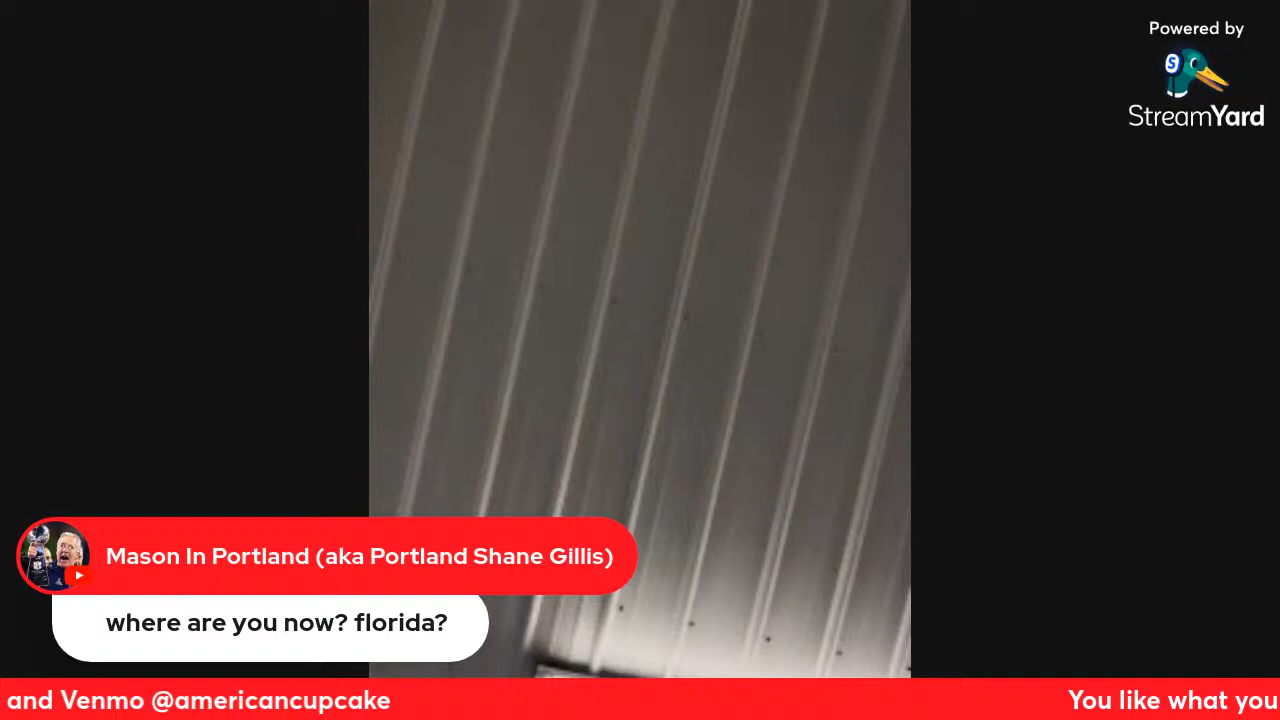 Powered by
StreamYard
Mason In Portland (aka Portland Shane Gillis)
where are you now? florida?
and Venmo @americancupcake
You like what you